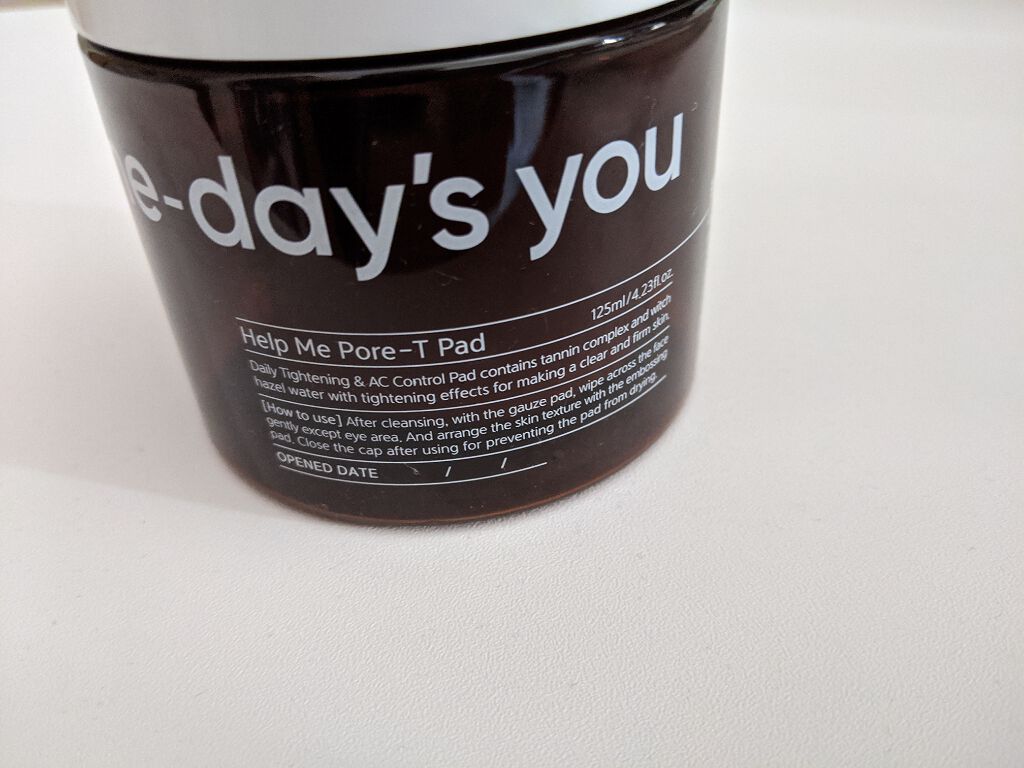 e-day's you
125ml/4.23fl.oz.
Help Me Pore-T Pad
Daily Tightening & AC Control Pad contains tannin complex and witch
hazel water with tightening effects for making a clear and firm skin.
[How to use] After cleansing, with the gauze pad, wipe across the face
gently except eye area. And arrange the skin texture with the embossing
pad. Close the cap after using for preventing the pad from drying.
OPENED DATE / /